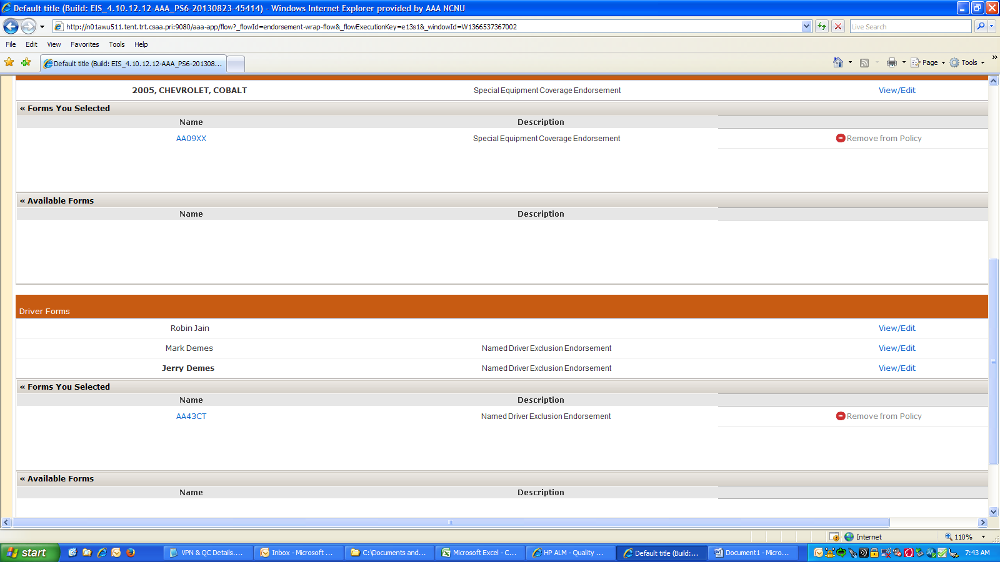 Default title (Build: EIS_4.10.12.12-AAA_PS6-20130823-45414) - Windows Internet Explorer provided by AAA NCNU
http://n01awu511.tent.trt.csaa.pri:9080/aaa-app/flow?_flowId=endorsement-wrap-flow&_flowExecutionKey=e13s1&_windowId=W1366537367002
Live Search
File Edit View Favorites Tools Help
Default title (Build: EIS_4.10.12.12-AAA_PS6-201308...
Page Tools »
2005, CHEVROLET, COBALT Special Equipment Coverage Endorsement View/Edit
« Forms You Selected
Name Description
AA09XX Special Equipment Coverage Endorsement Remove from Policy
« Available Forms
Name Description
Driver Forms
Robin Jain View/Edit
Mark Demes Named Driver Exclusion Endorsement View/Edit
Jerry Demes Named Driver Exclusion Endorsement View/Edit
« Forms You Selected
Name Description
AA43CT Named Driver Exclusion Endorsement Remove from Policy
« Available Forms
Name Description
Internet 110%
start VPN & QC Details.... Inbox - Microsoft ... C:\Documents and... Microsoft Excel - C... HP ALM - Quality ... Default title (Build:... Document1 - Micro... 7:43 AM